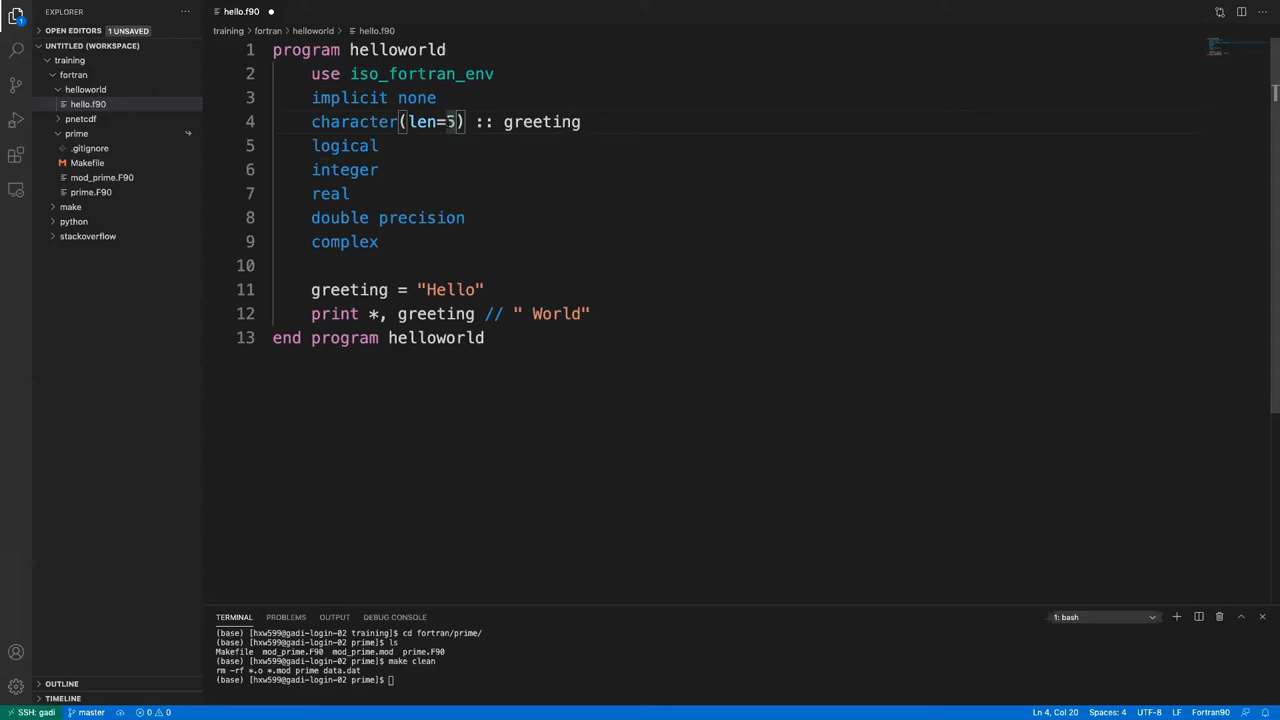 EXPLORER
OPEN EDITORS 1 UNSAVED
UNTITLED (WORKSPACE)
training
fortran
helloworld
hello.f90
pnetcdf
prime
.gitignore
Makefile
mod_prime.F90
prime.F90
make
python
stackoverflow
OUTLINE
TIMELINE
hello.f90
training > fortran > helloworld > hello.f90
1 program helloworld
2 use iso_fortran_env
3 implicit none
4 character(len=5) :: greeting
5 logical
6 integer
7 real
8 double precision
9 complex
10
11 greeting = "Hello"
12 print *, greeting // " World"
13 end program helloworld
TERMINAL PROBLEMS OUTPUT DEBUG CONSOLE 1: bash
(base) [hxw599@gadi-login-02 training]$ cd fortran/prime/
(base) [hxw599@gadi-login-02 prime]$ ls
Makefile mod_prime.F90 mod_prime.mod prime.F90
(base) [hxw599@gadi-login-02 prime]$ make clean
rm -rf *.o *.mod prime data.dat
(base) [hxw599@gadi-login-02 prime]$
SSH: gadi master 0 0 Ln 4, Col 20 Spaces: 4 UTF-8 LF Fortran90